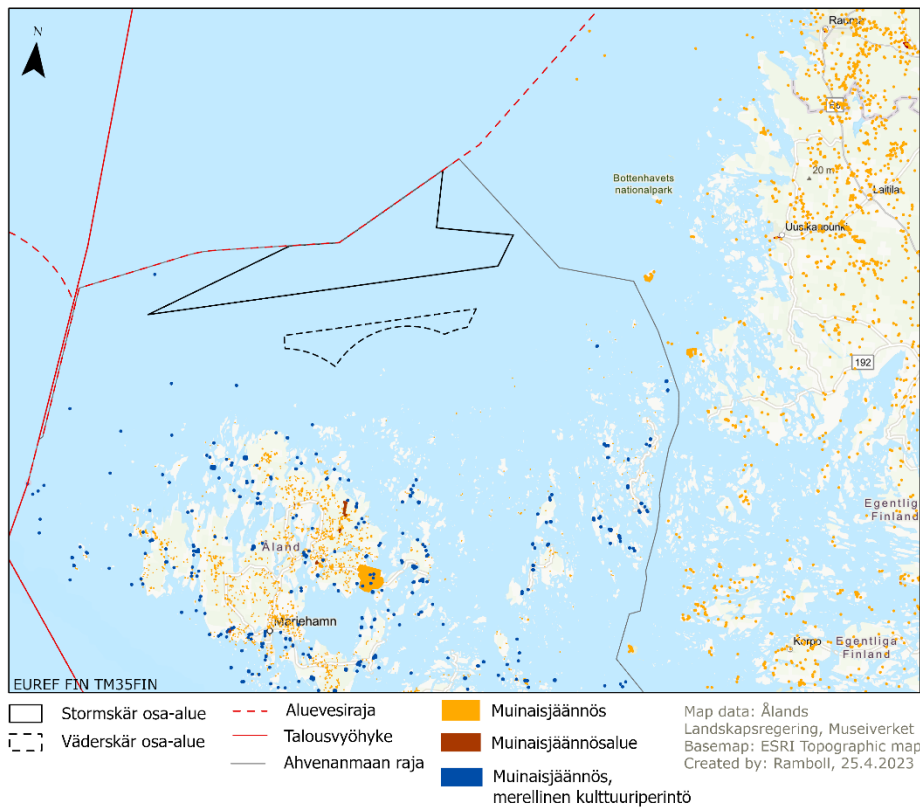 N
Rauma
E8
Bottenhavets
nationalpark
20 m
Laitila
Uusikaupunki
192
Egentliga
Finland
Åland
Mariehamn
Korpo
Egentliga
Finland
EUREF FIN TM35FIN
Stormskär osa-alue
Väderskär osa-alue
Aluevesiraja
Talousvyöhyke
Ahvenanmaan raja
Muinaisjäännös
Muinaisjäännösalue
Muinaisjäännös,
merellinen kulttuuriperintö
Map data: Ålands
Landskapsregering, Museiverket
Basemap: ESRI Topographic map
Created by: Ramboll, 25.4.2023